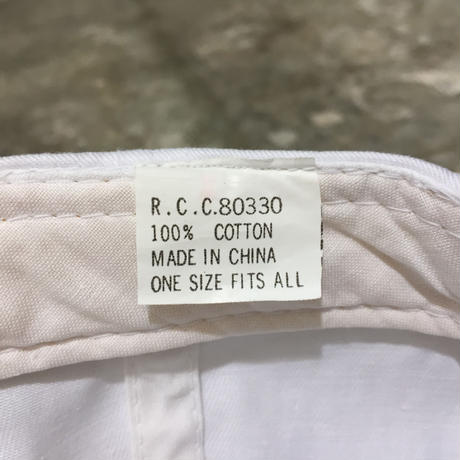 R.C.C.80330
100% COTTON
MADE IN CHINA
ONE SIZE FITS ALL